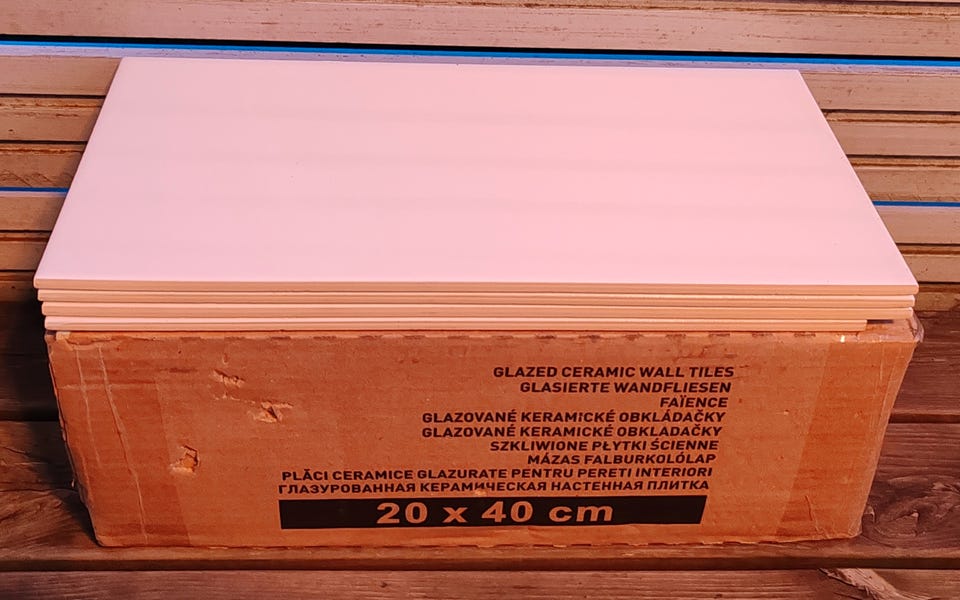 GLAZED CERAMIC WALL TILES
GLASIERTE WANDFLIESEN
FAÏENCE
GLAZOVANÉ KERAMICKÉ OBKLÁDAČKY
GLAZOVANÉ KERAMICKÉ OBKLADAČKY
SZKLIWIONE PŁYTKI ŚCIENNE
MÁZAS FALBURKOLÓLAP
PLĂCI CERAMICE GLAZURATE PENTRU PERETI INTERIORI
ГЛАЗУРОВАННАЯ КЕРАМИЧЕСКАЯ НАСТЕННАЯ ПЛИТКА
20 x 40 cm